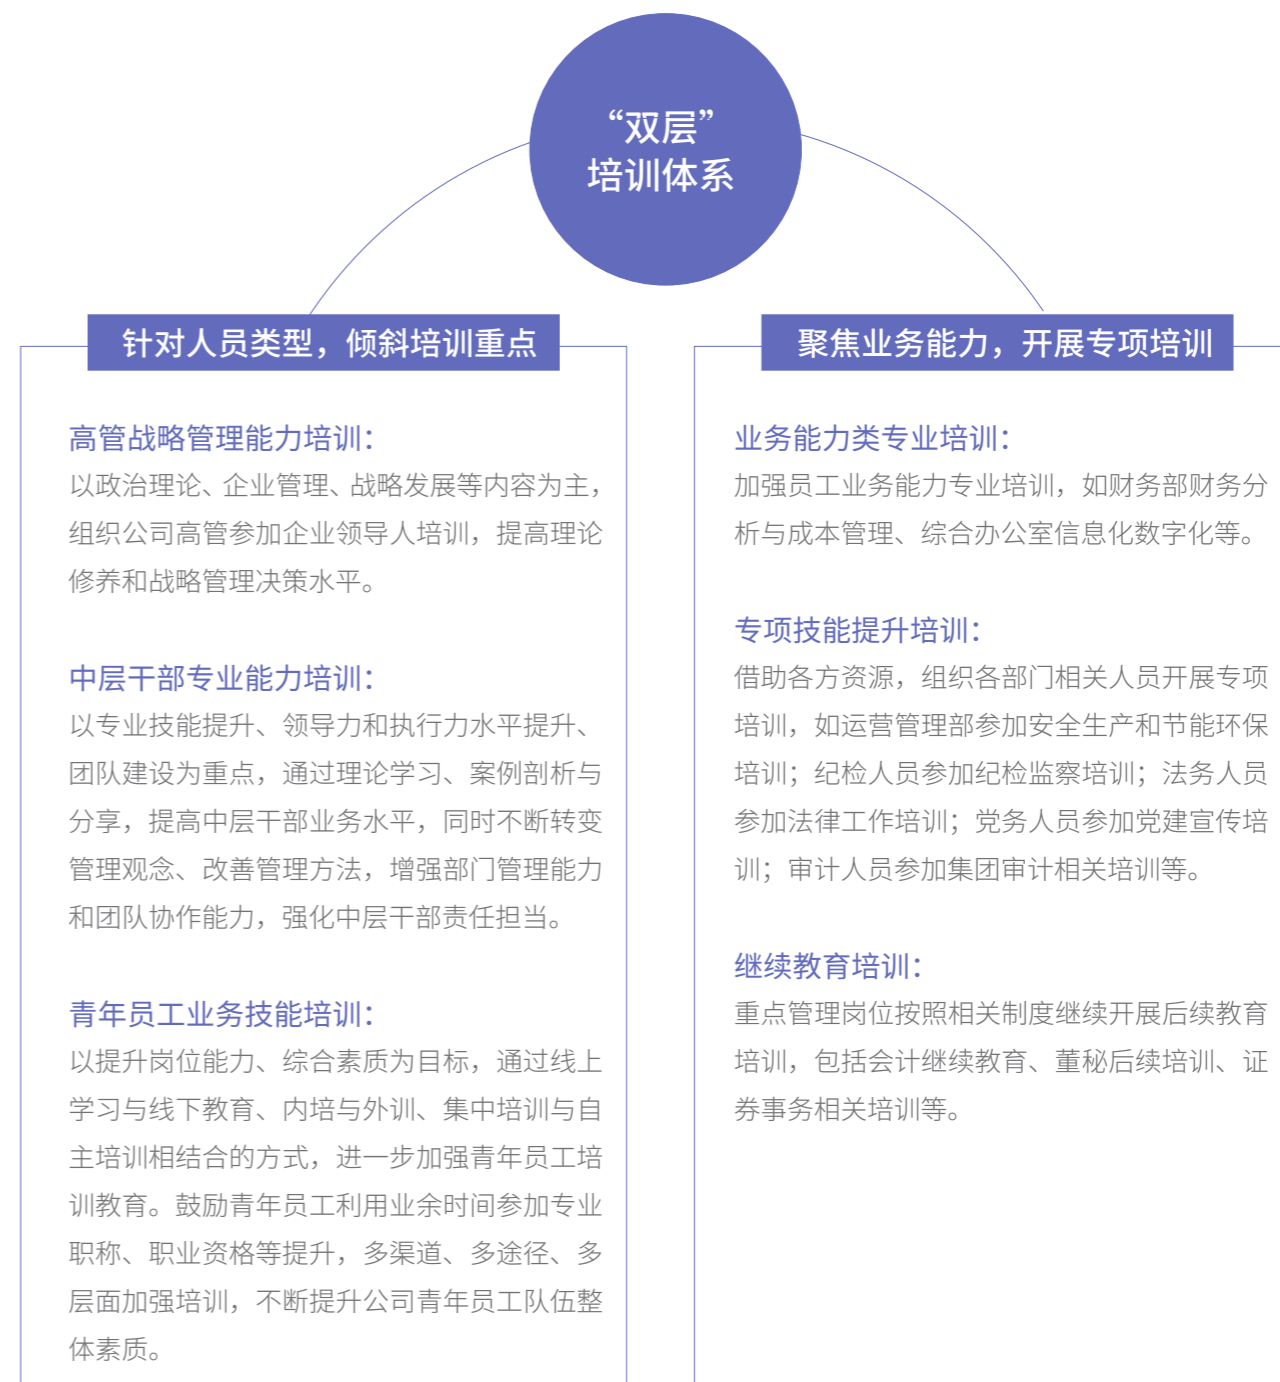 “双层”
培训体系
针对人员类型，倾斜培训重点
高管战略管理能力培训：
以政治理论、企业管理、战略发展等内容为主，
组织公司高管参加企业领导人培训，提高理论
修养和战略管理决策水平。
中层干部专业能力培训：
以专业技能提升、领导力和执行力水平提升、
团队建设为重点，通过理论学习、案例剖析与
分享，提高中层干部业务水平，同时不断转变
管理观念、改善管理方法，增强部门管理能力
和团队协作能力，强化中层干部责任担当。
青年员工业务技能培训：
以提升岗位能力、综合素质为目标，通过线上
学习与线下教育、内培与外训、集中培训与自
主培训相结合的方式，进一步加强青年员工培
训教育。鼓励青年员工利用业余时间参加专业
职称、职业资格等提升，多渠道、多途径、多
层面加强培训，不断提升公司青年员工队伍整
体素质。
聚焦业务能力，开展专项培训
业务能力类专业培训：
加强员工业务能力专业培训，如财务部财务分
析与成本管理、综合办公室信息化数字化等。
专项技能提升培训：
借助各方资源，组织各部门相关人员开展专项
培训，如运营管理部参加安全生产和节能环保
培训；纪检人员参加纪检监察培训；法务人员
参加法律工作培训；党务人员参加党建宣传培
训；审计人员参加集团审计相关培训等。
继续教育培训：
重点管理岗位按照相关制度继续开展后续教育
培训，包括会计继续教育、董秘后续培训、证
券事务相关培训等。